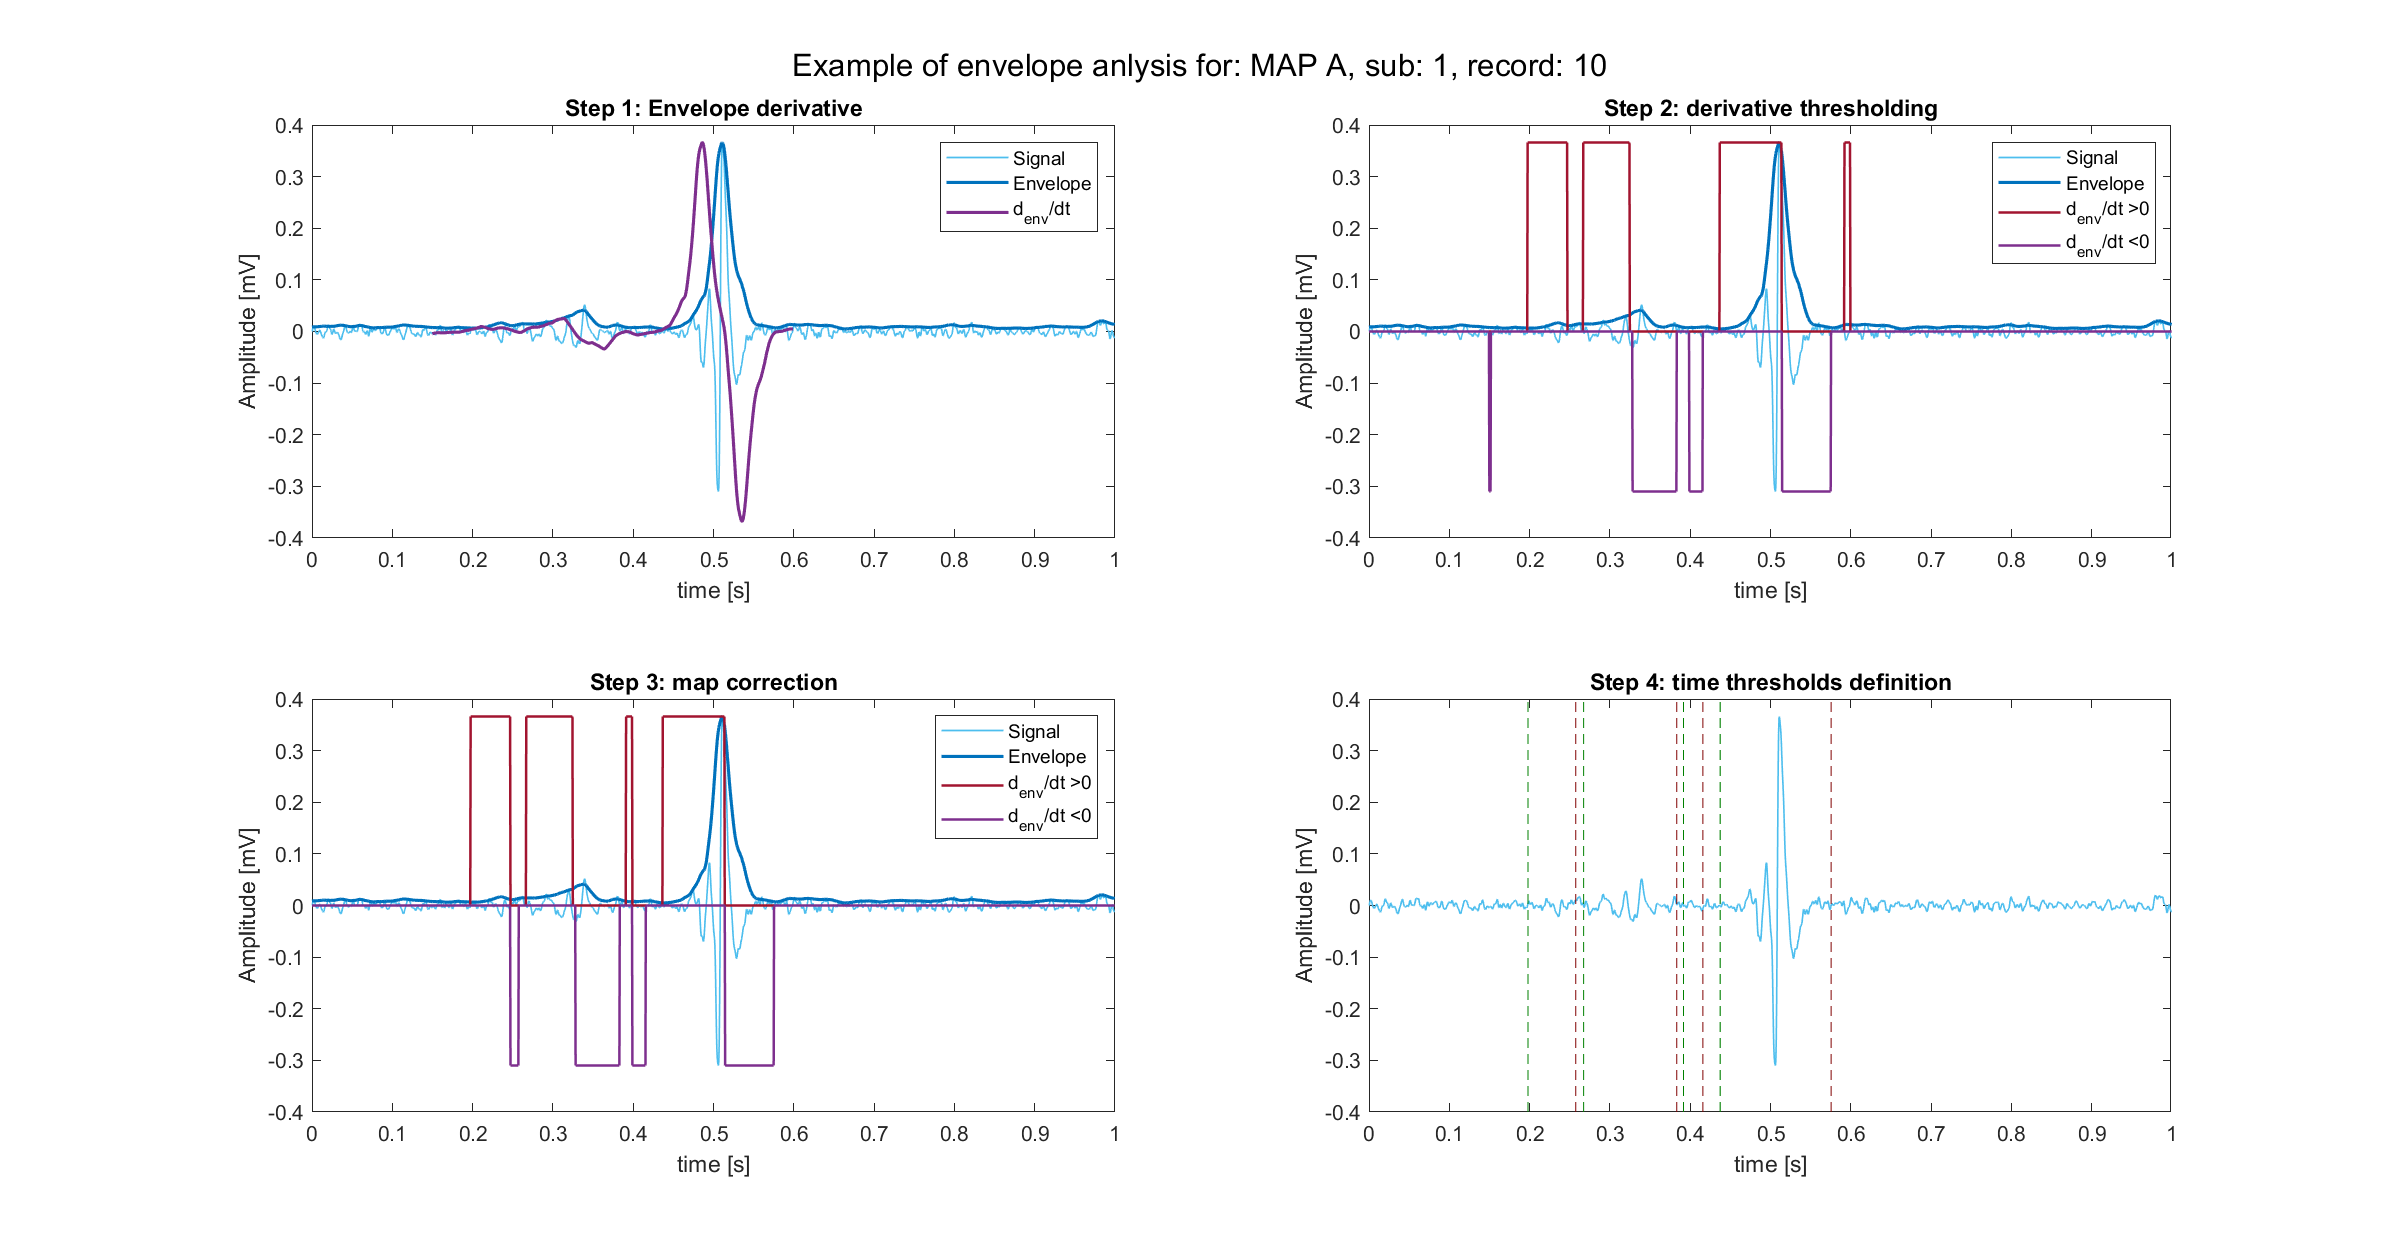 Example of envelope anlysis for: MAP A, sub: 1, record: 10
Step 1: Envelope derivative
0.4
0.3
0.2
0.1
0
-0.1
-0.2
-0.3
-0.4
Amplitude [mV]
0 0.1 0.2 0.3 0.4 0.5 0.6 0.7 0.8 0.9 1
time [s]
Signal
Envelope
d_env/dt
Step 2: derivative thresholding
0.4
0.3
0.2
0.1
0
-0.1
-0.2
-0.3
-0.4
Amplitude [mV]
0 0.1 0.2 0.3 0.4 0.5 0.6 0.7 0.8 0.9 1
time [s]
Signal
Envelope
d_env/dt >0
d_env/dt <0
Step 3: map correction
0.4
0.3
0.2
0.1
0
-0.1
-0.2
-0.3
-0.4
Amplitude [mV]
0 0.1 0.2 0.3 0.4 0.5 0.6 0.7 0.8 0.9 1
time [s]
Signal
Envelope
d_env/dt >0
d_env/dt <0
Step 4: time thresholds definition
0.4
0.3
0.2
0.1
0
-0.1
-0.2
-0.3
-0.4
Amplitude [mV]
0 0.1 0.2 0.3 0.4 0.5 0.6 0.7 0.8 0.9 1
time [s]